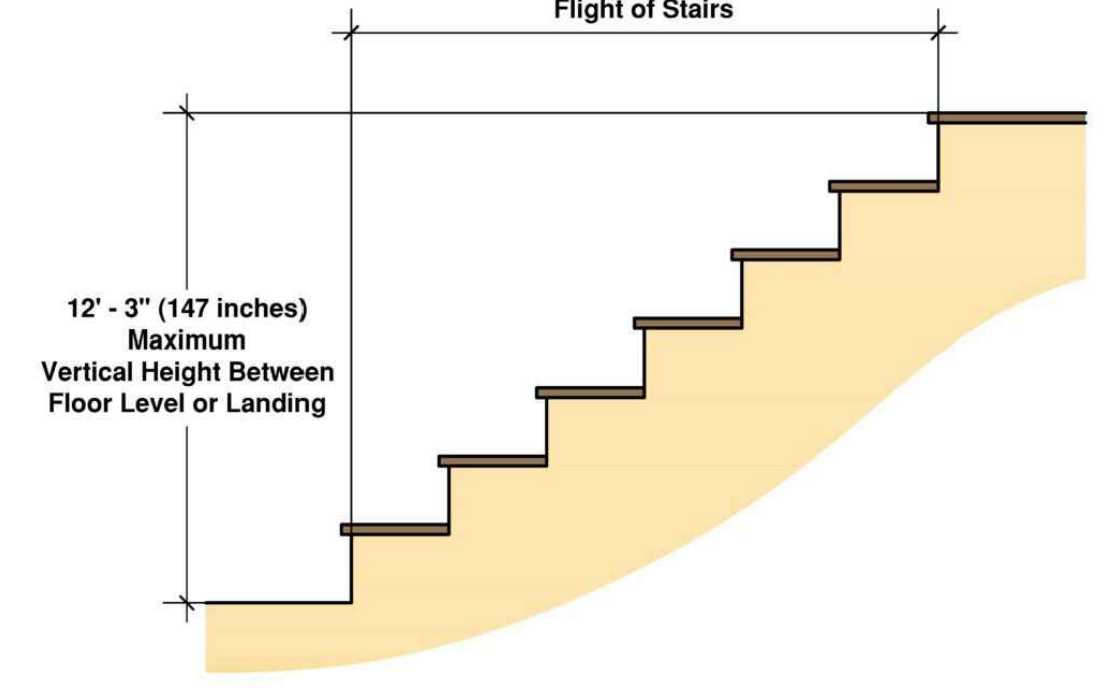 Flight of Stairs
12' - 3" (147 inches)
Maximum
Vertical Height Between
Floor Level or Landing